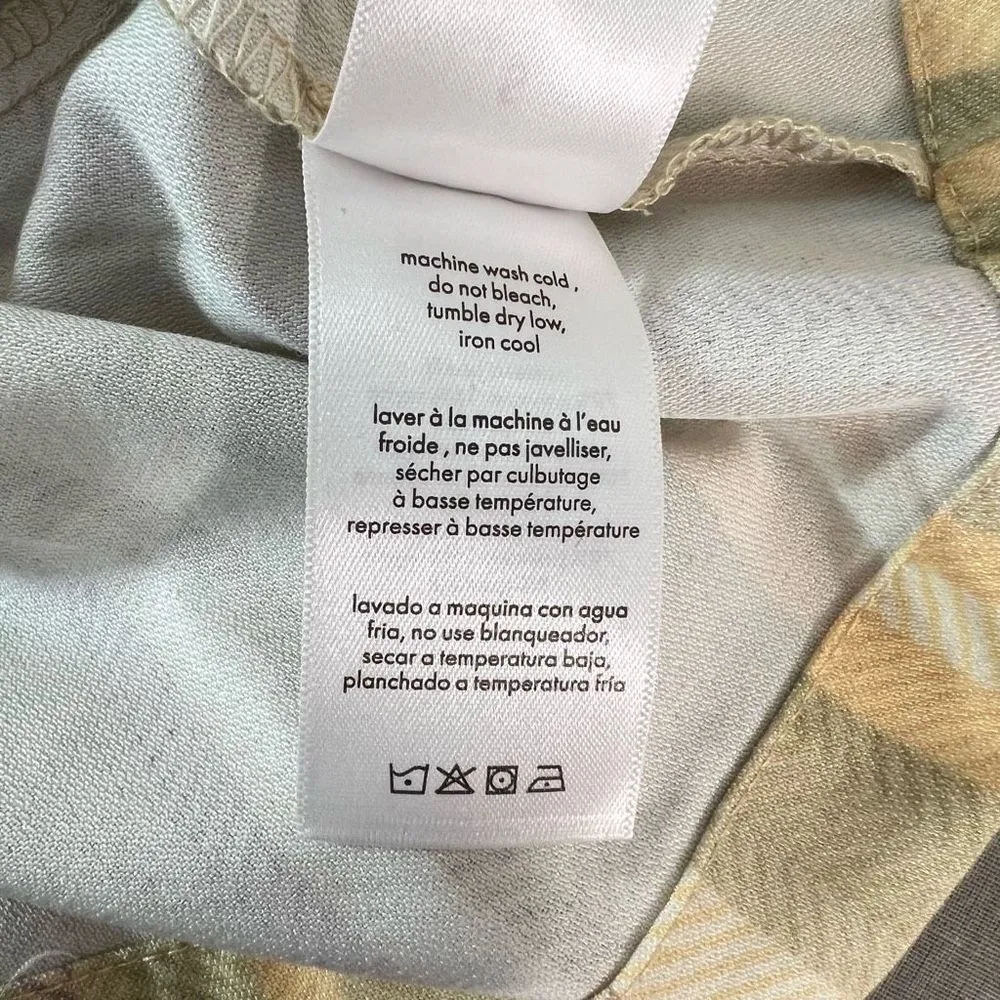 machine wash cold ,
do not bleach,
tumble dry low,
iron cool
laver à la machine à l'eau
froide , ne pas javelliser,
sécher par culbutage
à basse température,
represser à basse température
lavado a maquina con agua
fria, no use blanqueador,
secar a temperatura baja,
planchado a temperatura fría